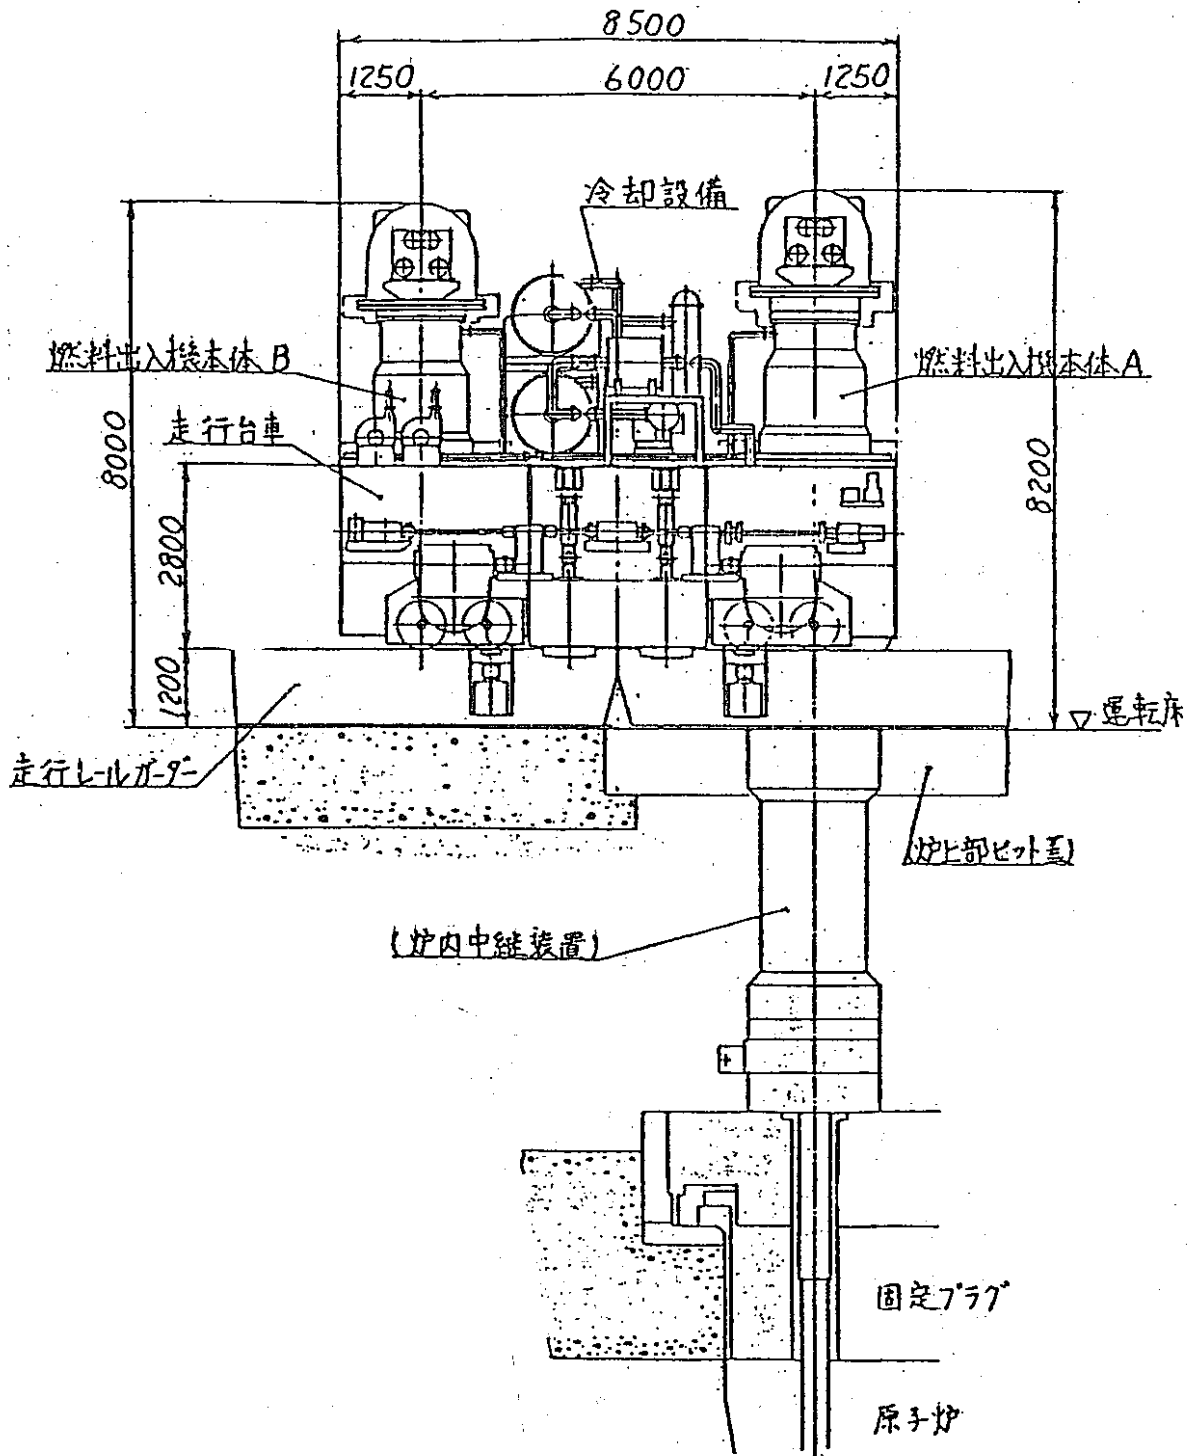 8500
1250
6000
1250
冷却設備
燃料出入機本体B
燃料出入機本体A
走行台車
8000
8200
2800
1200
運転床
走行レールガーダー
(炉上部ピット蓋)
(炉内中継装置)
固定プラグ
原子炉